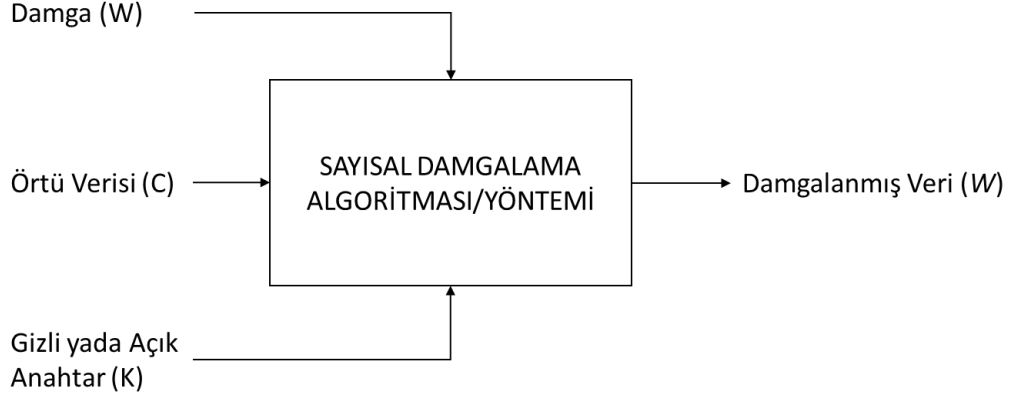 Damga (W)
Örtü Verisi (C)
SAYISAL DAMGALAMA
ALGORİTMASI/YÖNTEMİ
Damgalanmış Veri (W)
Gizli yada Açık
Anahtar (K)